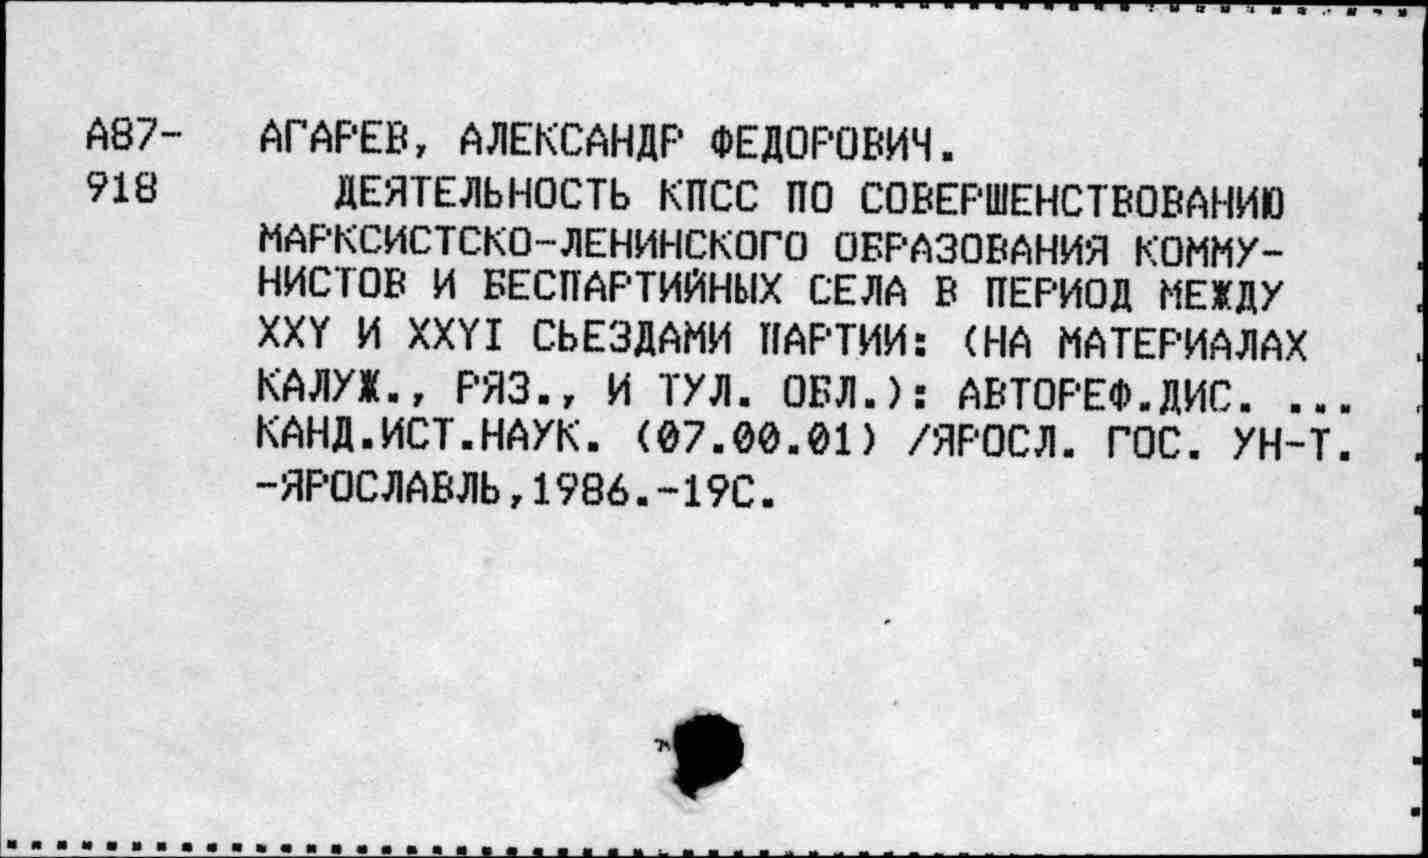 А87- АГАРЕВ, АЛЕКСАНДР ФЕДОРОВИЧ.
918 ДЕЯТЕЛЬНОСТЬ КПСС ПО СОВЕРШЕНСТВОВАНИЮ
МАРКСИСТСКО-ЛЕНИНСКОГО ОБРАЗОВАНИЯ КОММУ-
НИСТОВ И БЕСПАРТИЙНЫХ СЕЛА В ПЕРИОД МЕЖДУ
XXY И XXYI СЬЕЗДАМИ ПАРТИИ: (НА МАТЕРИАЛАХ
КАЛУЖ., РЯЗ., И ТУЛ. ОБЛ.): АВТОРЕФ.ДИС. ...
КАНД.ИСТ.НАУК. (07.00.01) /ЯРОСЛ. ГОС. УН-Т.
-ЯРОСЛАВЛЬ,1986.-19С.